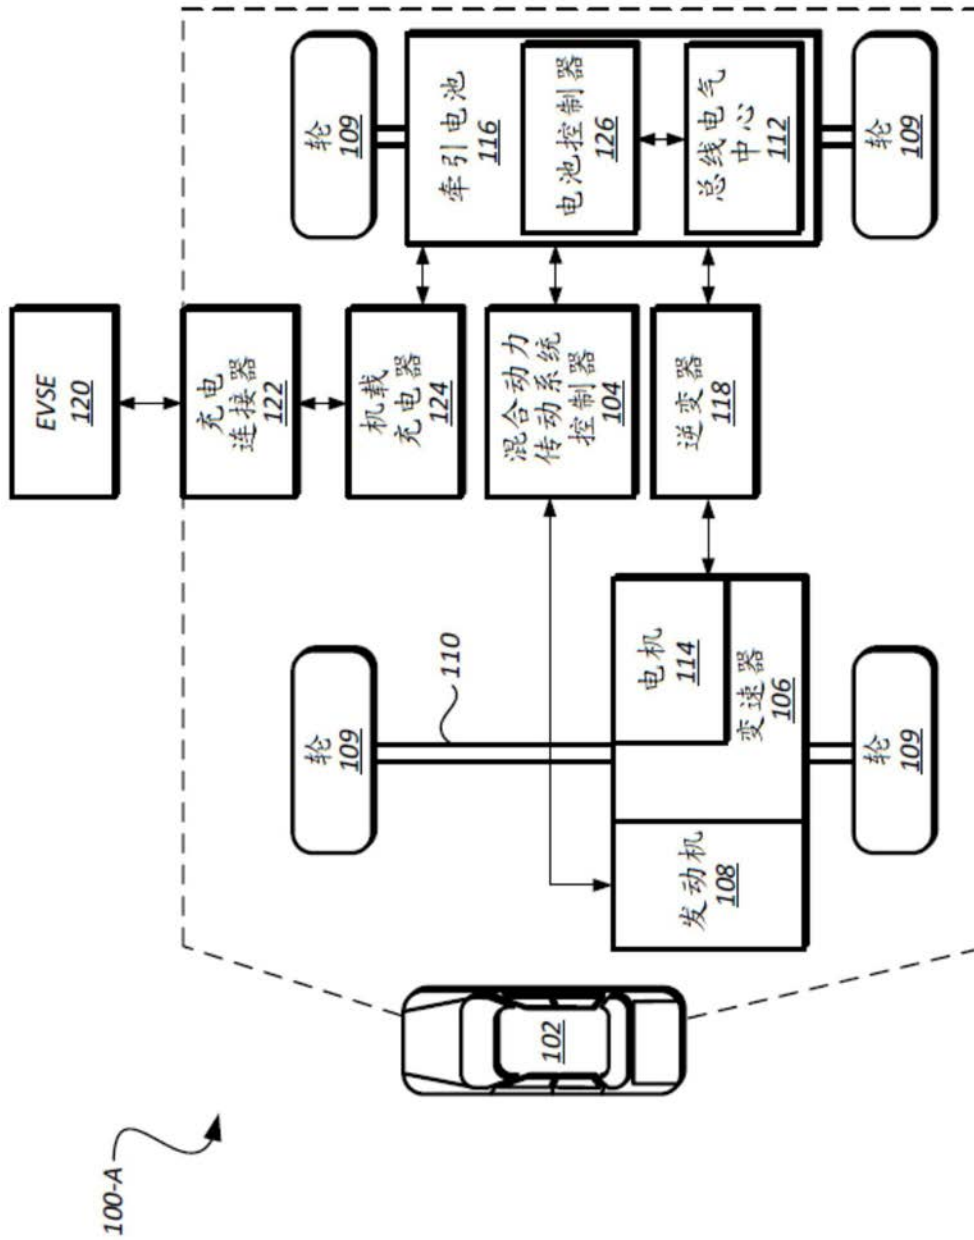 100-A
EVSE
120
充电
连接器
122
轮
109
轮
109
机载
充电器
124
110
牵引电池
116
102
混合动力
传动系统
控制器
104
电池控制器
126
电机
114
发动机
108
逆变器
118
总线电气
中心
112
变速器
106
轮
109
轮
109